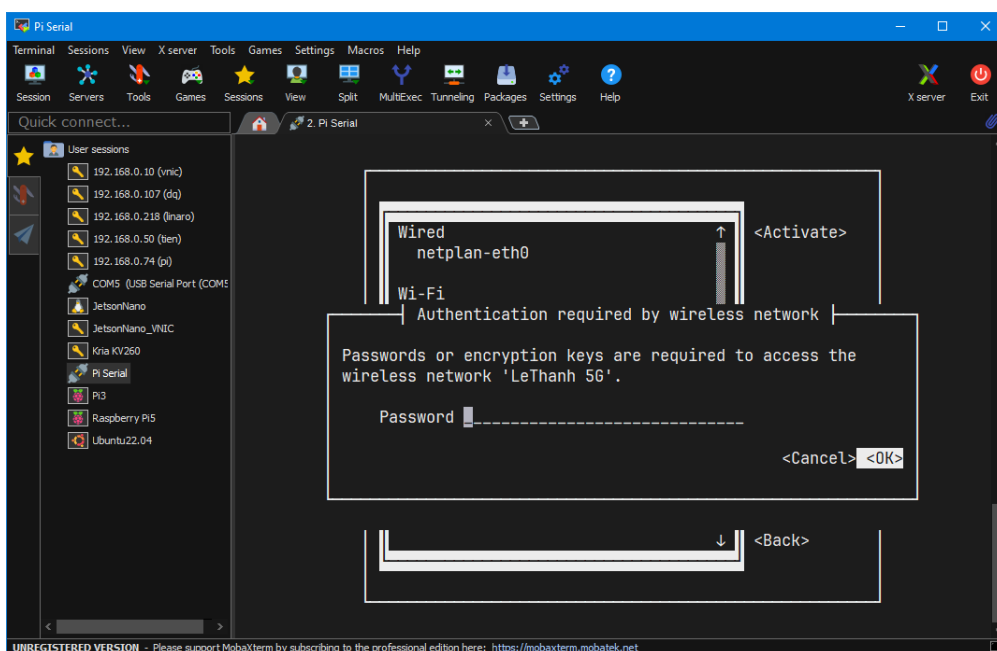 Pi Serial
Terminal Sessions View X server Tools Games Settings Macros Help
Session Servers Tools Games Sessions View Split MultiExec Tunneling Packages Settings Help X server Exit
Quick connect... 2. Pi Serial
User sessions
192.168.0.10 (vnic)
192.168.0.107 (dq)
192.168.0.218 (linaro)
192.168.0.50 (tien)
192.168.0.74 (pi)
COM5 (USB Serial Port (COM5
JetsonNano
JetsonNano_VNIC
Kria KV260
Pi Serial
Pi3
Raspberry Pi5
Ubuntu22.04
Wired ↑ <Activate>
netplan-eth0
Wi-Fi
Authentication required by wireless network
Passwords or encryption keys are required to access the
wireless network 'LeThanh 5G'.
Password _____________________________
<Cancel> <OK>
↓ <Back>
UNREGISTERED VERSION - Please support MobaXterm by subscribing to the professional edition here: https://mobaxterm.mobatek.net